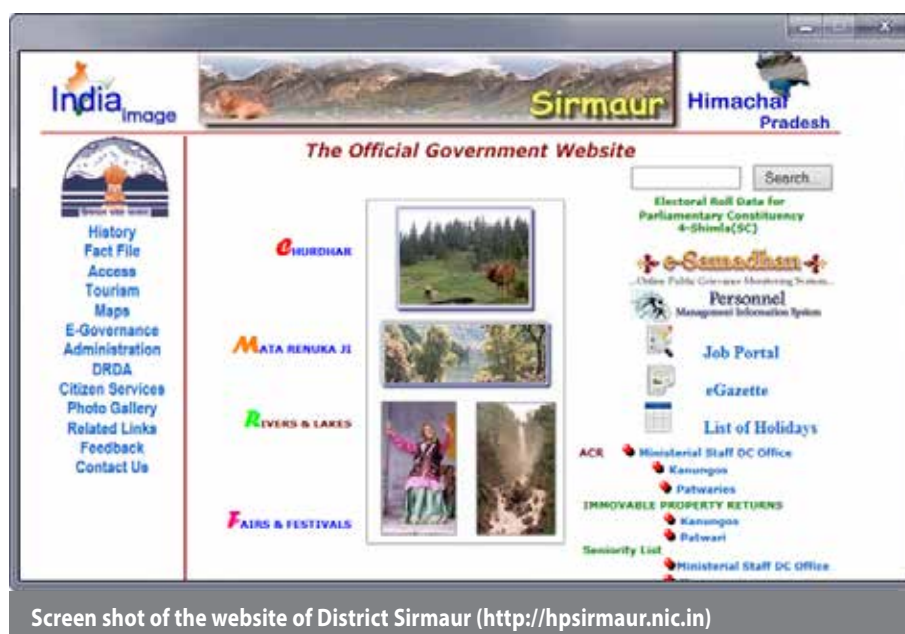 India
Image
Sirmaur
Himachal
Pradesh
The Official Government Website
Search...
History
Fact File
Access
Tourism
Maps
E-Governance
Administration
DRDA
Citizen Services
Photo Gallery
Related Links
Feedback
Contact Us
CHURDHAR
MATA RENUKA JI
RIVERS & LAKES
FAIRS & FESTIVALS
Electoral Roll Data for
Parliamentary Constituency
4-Shimla(SC)
e-Samadhan
...Online Public Grievance Monitoring System...
Personnel
Management Information System
Job Portal
eGazette
List of Holidays
ACR Ministerial Staff DC Office
Kanungos
Patwaries
IMMOVABLE PROPERTY RETURNS
Kanungos
Patwari
Seniority List
Ministerial Staff DC Office
Screen shot of the website of District Sirmaur (http://hpsirmaur.nic.in)